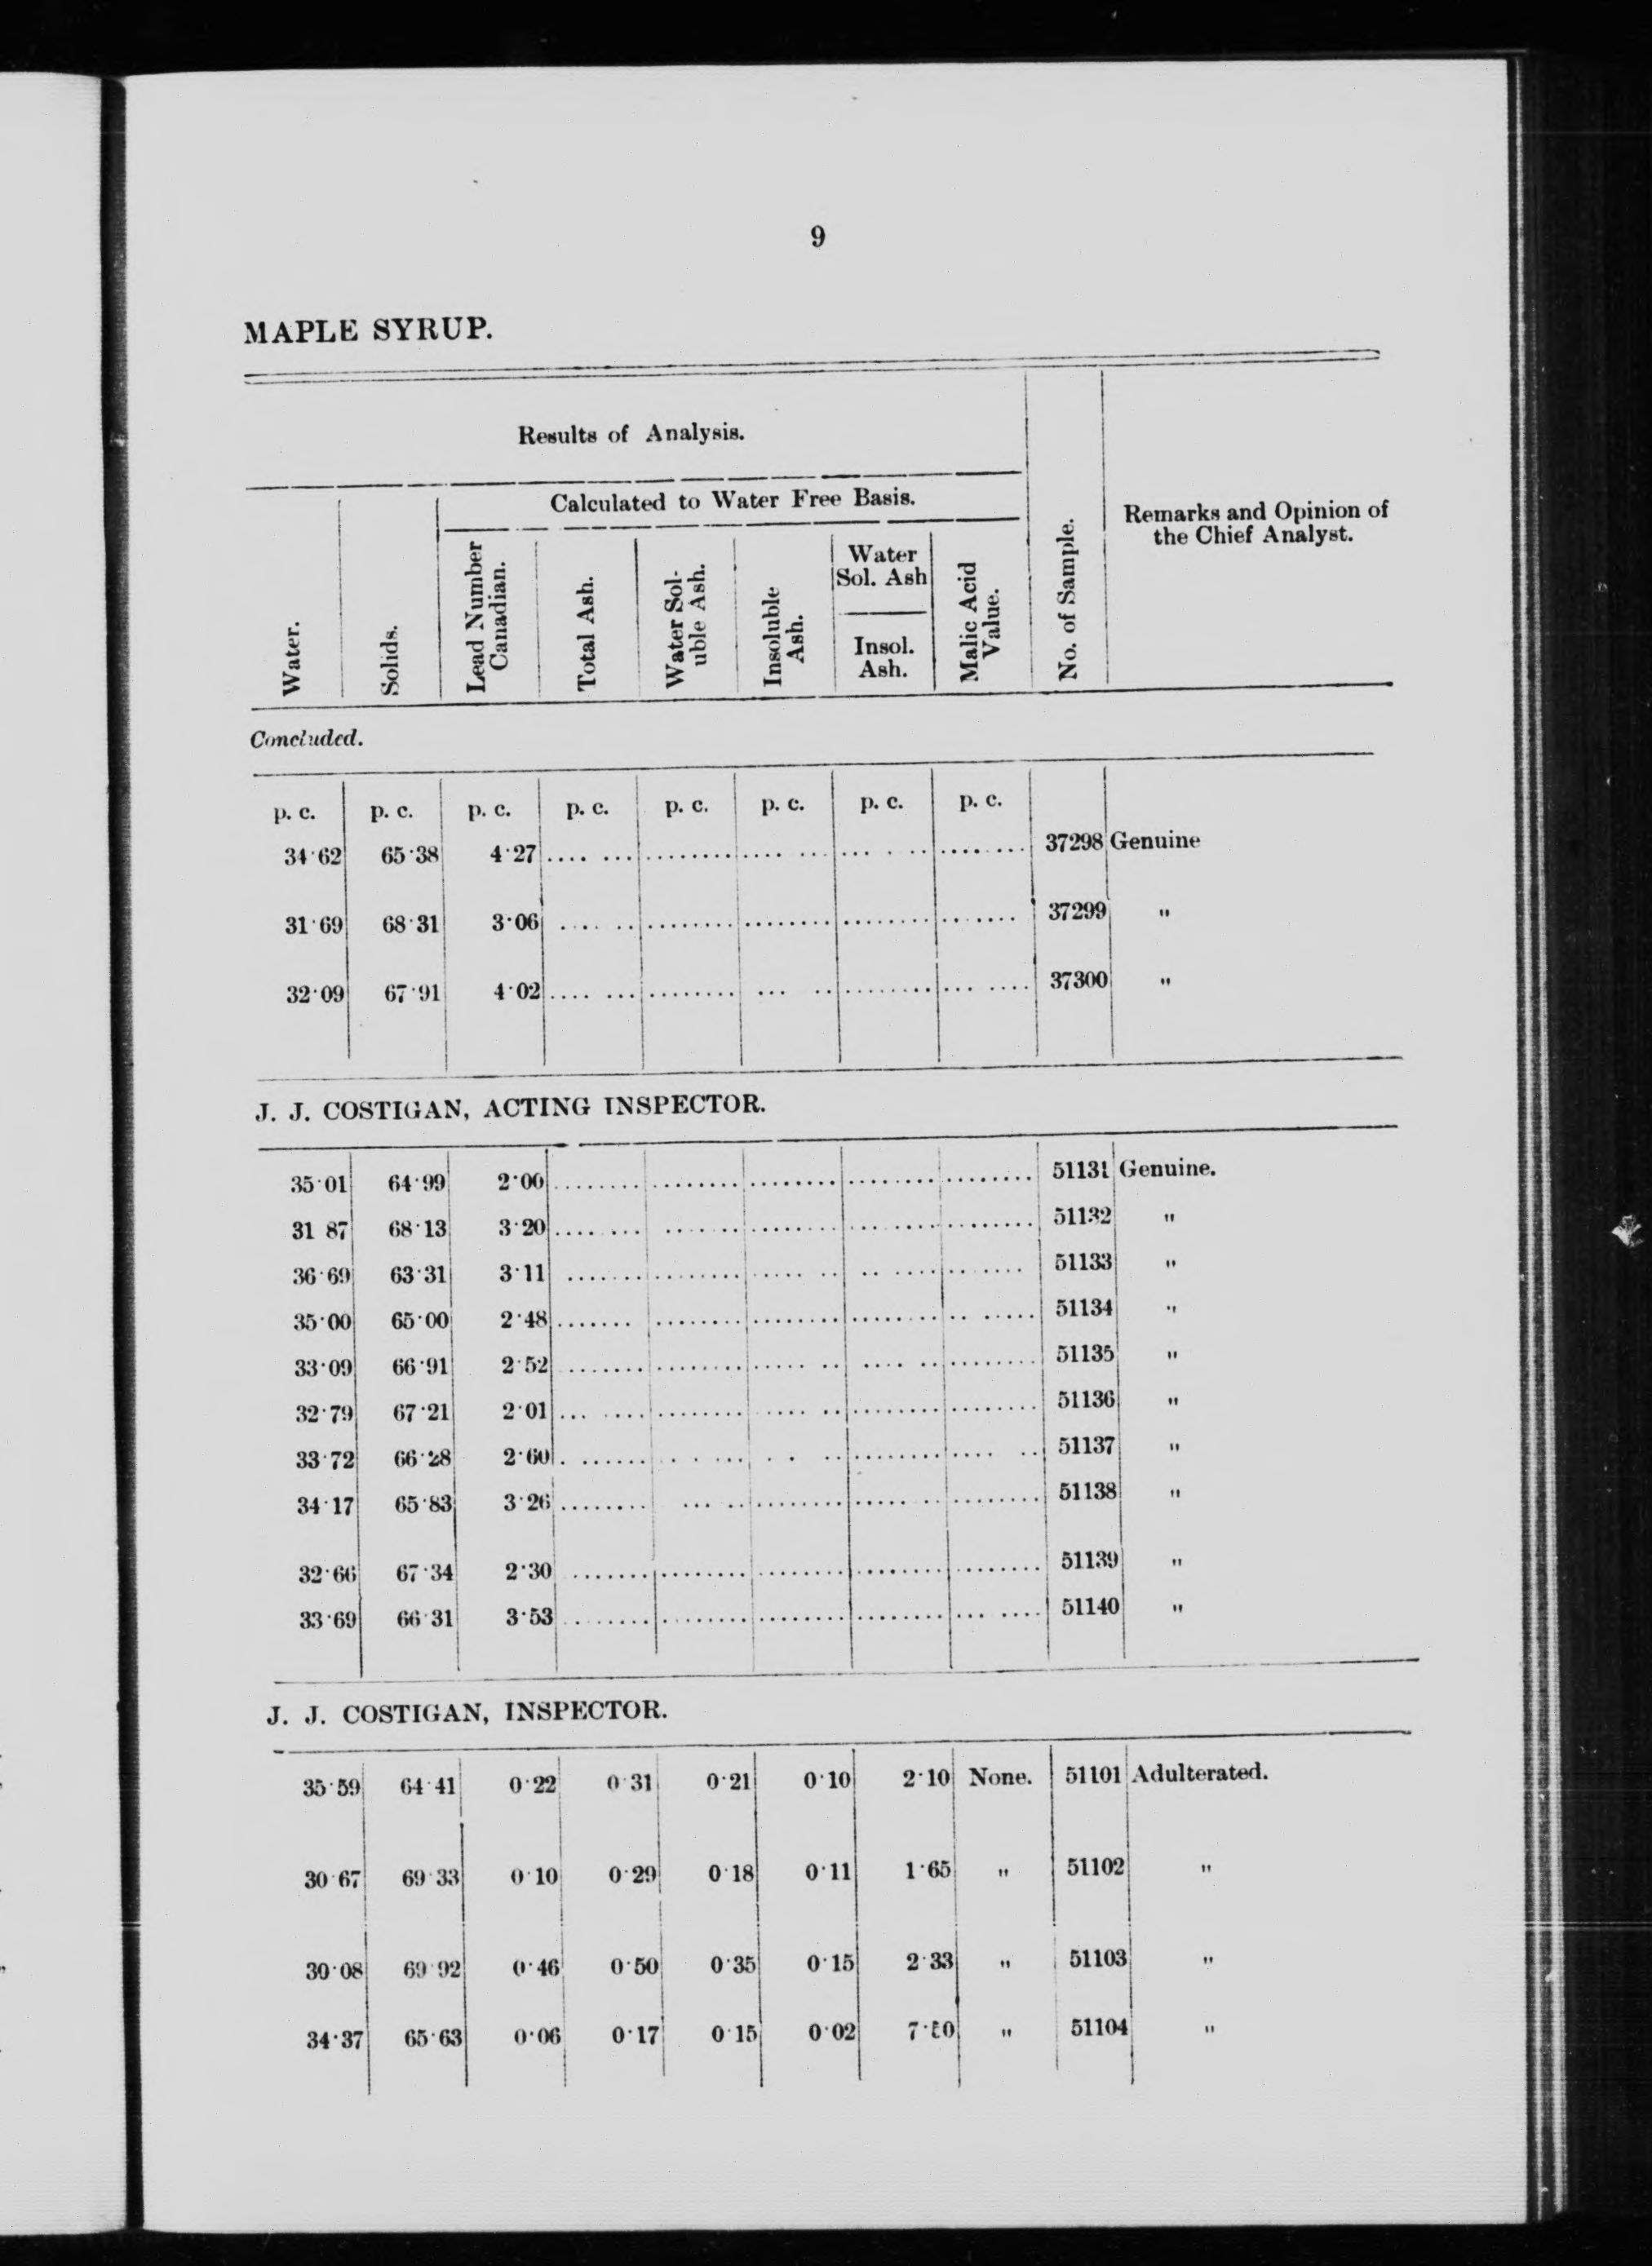 9
MAPLE SYRUP.
Results of Analysis.
Calculated to Water Free Basis.
Water.
Solids.
Lead Number Canadian.
Total Ash.
Water Sol-
uble Ash.
Insoluble Ash.
Water
Sol. Ash
Insol.
Ash.
Malic Acid Value.
No. of Sample.
Remarks and Opinion of
the Chief Analyst.
Concluded.
p. c. p. c. p. c. p. c. p. c. p. c. p. c. p. c.
34·62 65·38 4·27 .... ... ......... .... ... ... . .... .... ... 37298 Genuine
31·69 68·31 3·06 .... .. ......... ......... ......... ....... 37299 "
32·09 67·91 4·02 .... ... ......... ... .. ......... ... .... 37300 "
J. J. COSTIGAN, ACTING INSPECTOR.
35·01 64·99 2·00 ......... ......... ......... ......... ......... 51131 Genuine.
31 87 68·13 3·20 .... ... ........ ......... ......... ......... 51132 "
36·69 63·31 3·11 ........ ......... ..... .. .. ..... ....... 51133 "
35·00 65·00 2·48 ....... ......... ......... ......... .. ..... 51134 "
33·09 66·91 2·52 ......... ......... ..... .. .... .. ......... 51135 "
32·79 67·21 2·01 ... ..... ......... ..... .. ......... ......... 51136 "
33·72 66·28 2·60 . ...... . . .... . . .. ......... .... .. 51137 "
34·17 65·83 3·26 ......... ... .. ......... ..... .. ......... 51138 "
32·66 67·34 2·30 ........ ......... ......... ......... ......... 51139 "
33·69 66·31 3·53 ......... ......... ......... ......... ... .... 51140 "
J. J. COSTIGAN, INSPECTOR.
35·59 64·41 0·22 0·31 0·21 0·10 2·10 None. 51101 Adulterated.
30·67 69·33 0·10 0·29 0·18 0·11 1·65 " 51102 "
30·08 69·92 0·46 0·50 0·35 0·15 2·33 " 51103 "
34·37 65·63 0·06 0·17 0·15 0·02 7·50 " 51104 "